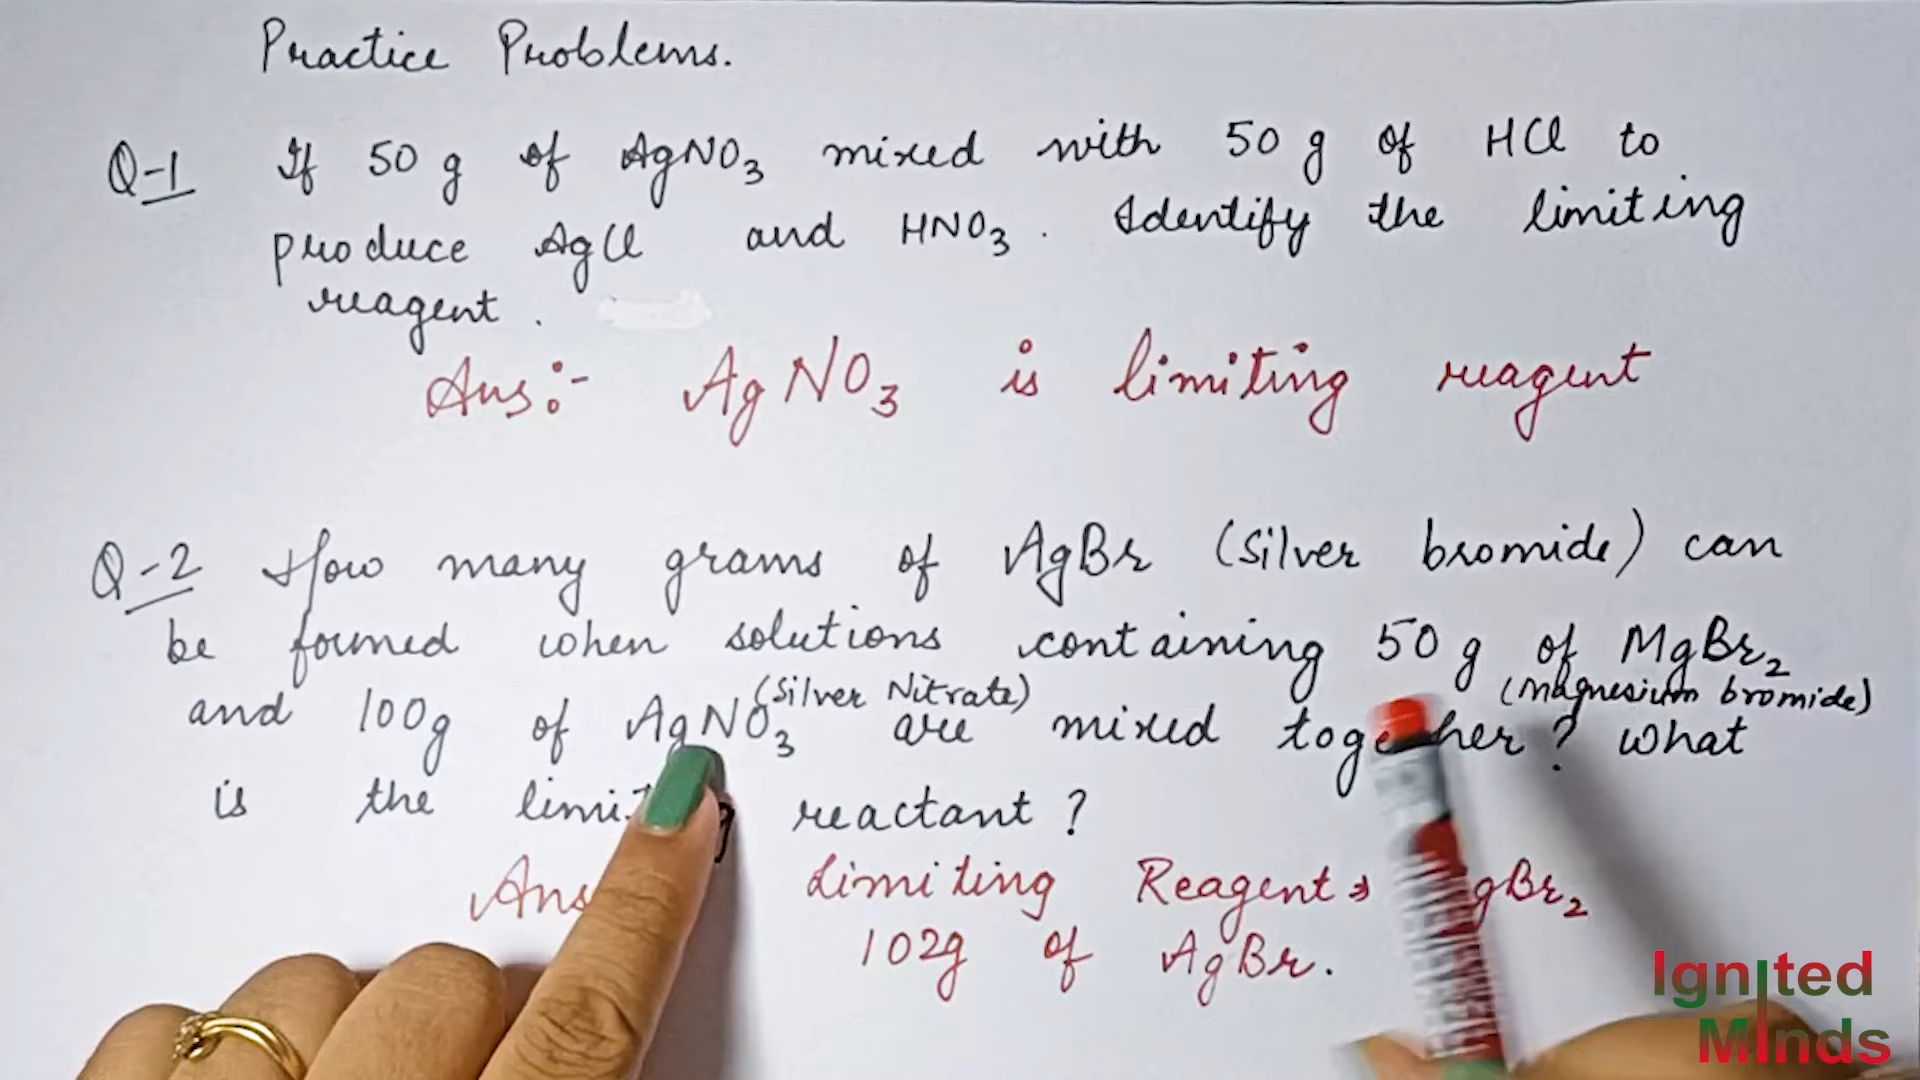 Practice Problems.
Q-1 If 50 g of AgNO3 mixed with 50 g of HCl to
produce AgCl and HNO3. Identify the limiting
reagent.
Ans:- AgNO3 is limiting reagent
Q-2 How many grams of AgBr (Silver bromide) can
be formed when solutions containing 50 g of MgBr2
(Silver Nitrate) (Magnesium bromide)
and 100g of AgNO3 are mixed together? What
is the reactant?
Ans Limiting Reagent→
102g of AgBr.
Ignited
Minds